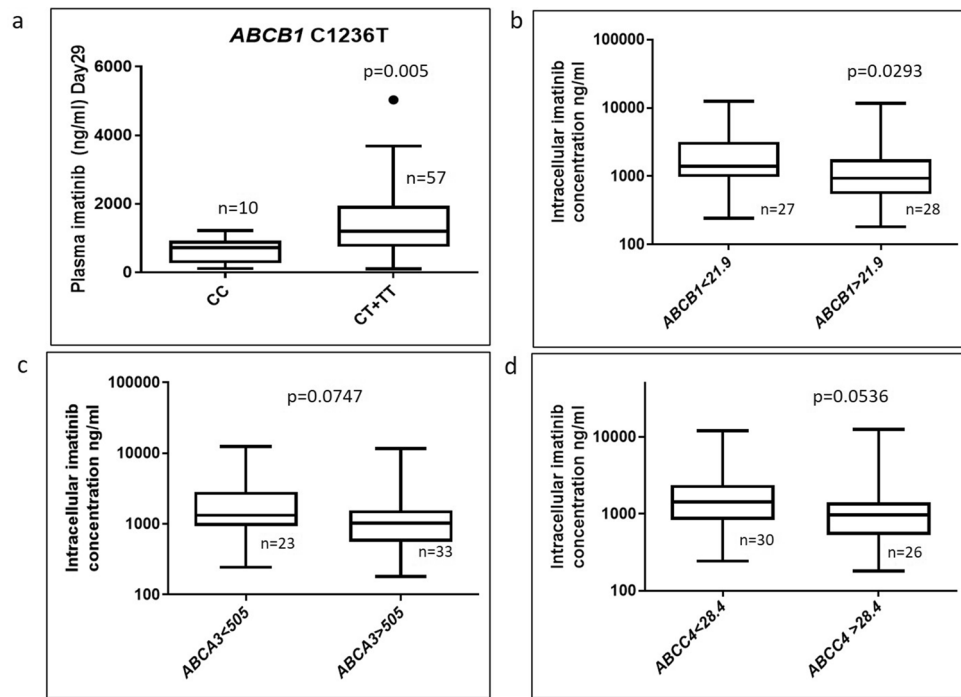 a
ABCB1 C1236T
Plasma imatinib (ng/ml) Day29
6000
4000
2000
0
p=0.005
n=10
n=57
CC
CT+TT
b
Intracellular imatinib
concentration ng/ml
100000
10000
1000
100
p=0.0293
n=27
n=28
ABCB1<21.9
ABCB1>21.9
c
Intracellular imatinib
concentration ng/ml
100000
10000
1000
100
p=0.0747
n=23
n=33
ABCA3<505
ABCA3>505
d
Intracellular imatinib
concentration ng/ml
10000
1000
100
p=0.0536
n=30
n=26
ABCC4<28.4
ABCC4 >28.4